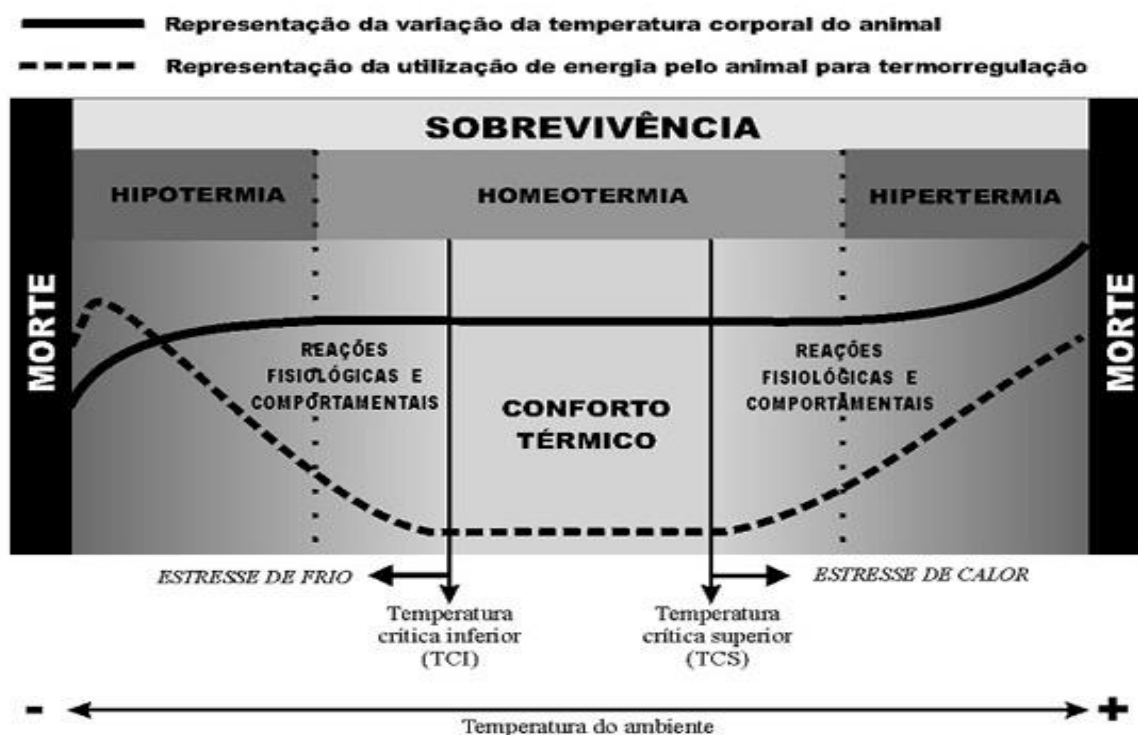 Representação da variação da temperatura corporal do animal
Representação da utilização de energia pelo animal para termorregulação
SOBREVIVÊNCIA
HIPOTERMIA
HOMEOTERMIA
HIPERTERMIA
MORTE
MORTE
REAÇÕES
FISIOLÓGICAS E
COMPORTAMENTAIS
CONFORTO
TÉRMICO
REAÇÕES
FISIOLÓGICAS E
COMPORTAMENTAIS
ESTRESSE DE FRIO
ESTRESSE DE CALOR
Temperatura
crítica inferior
(TCI)
Temperatura
crítica superior
(TCS)
- +
Temperatura do ambiente